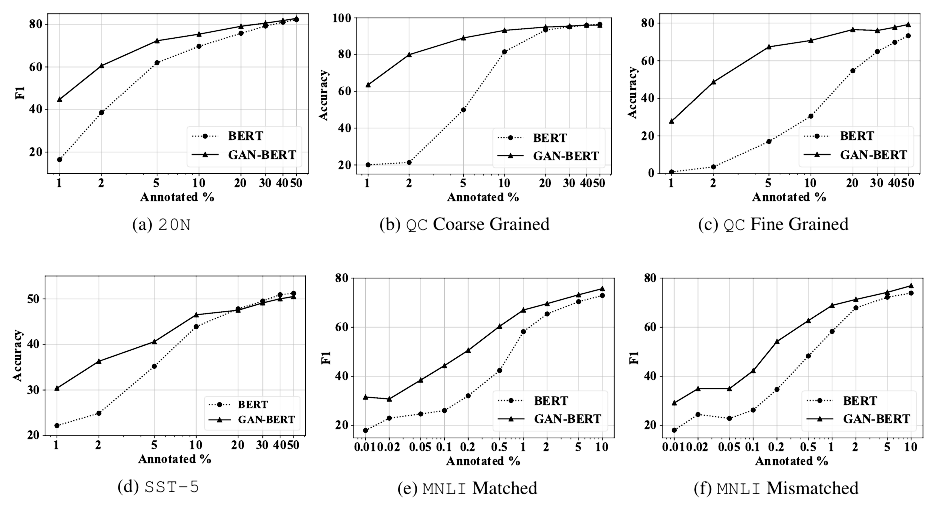 80
60
40
20
F1
BERT
GAN-BERT
1 2 5 10 20 30 40 50
Annotated %
(a) 20N
100
80
60
40
20
Accuracy
BERT
GAN-BERT
1 2 5 10 20 30 40 50
Annotated %
(b) QC Coarse Grained
80
60
40
20
0
Accuracy
BERT
GAN-BERT
1 2 5 10 20 30 40 50
Annotated %
(c) QC Fine Grained
50
40
30
20
Accuracy
BERT
GAN-BERT
1 2 5 10 20 30 40 50
Annotated %
(d) SST-5
80
60
40
20
F1
BERT
GAN-BERT
0.01 0.02 0.05 0.1 0.2 0.5 1 2 5 10
Annotated %
(e) MNLI Matched
80
60
40
20
F1
BERT
GAN-BERT
0.01 0.02 0.05 0.1 0.2 0.5 1 2 5 10
Annotated %
(f) MNLI Mismatched